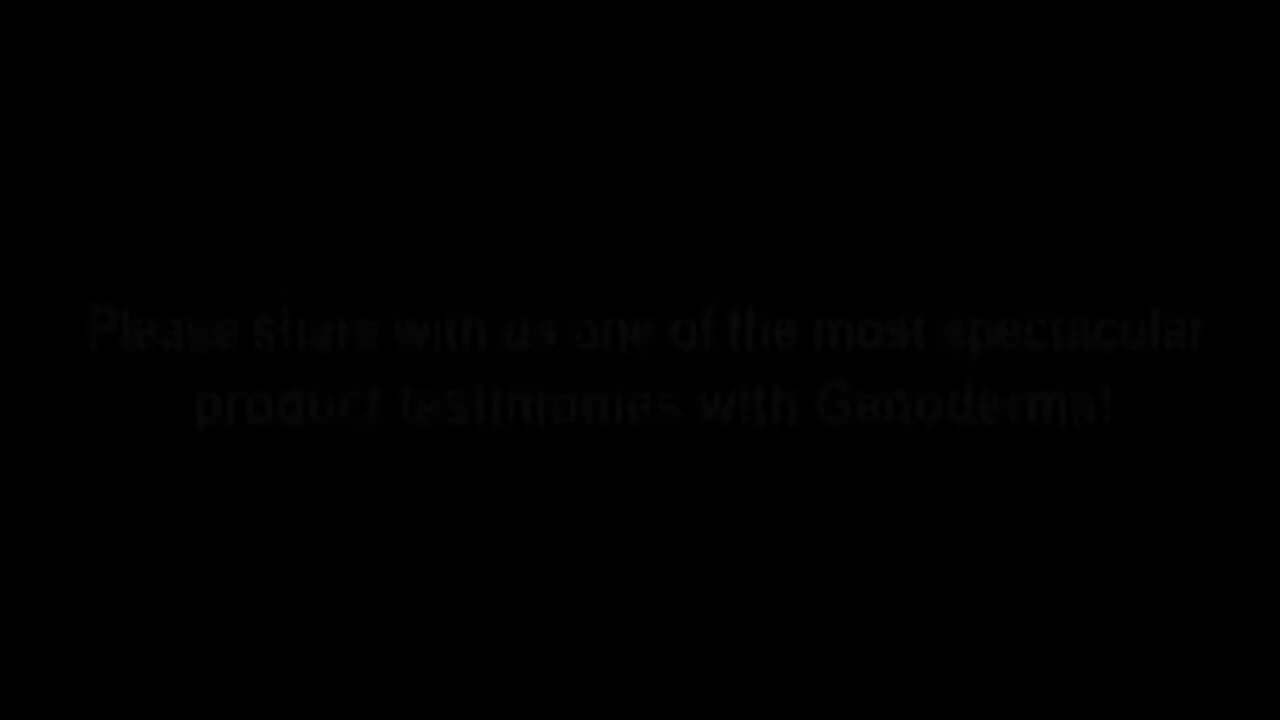 Please share with us one of the most spectacular
product testimonies with Ganoderma!